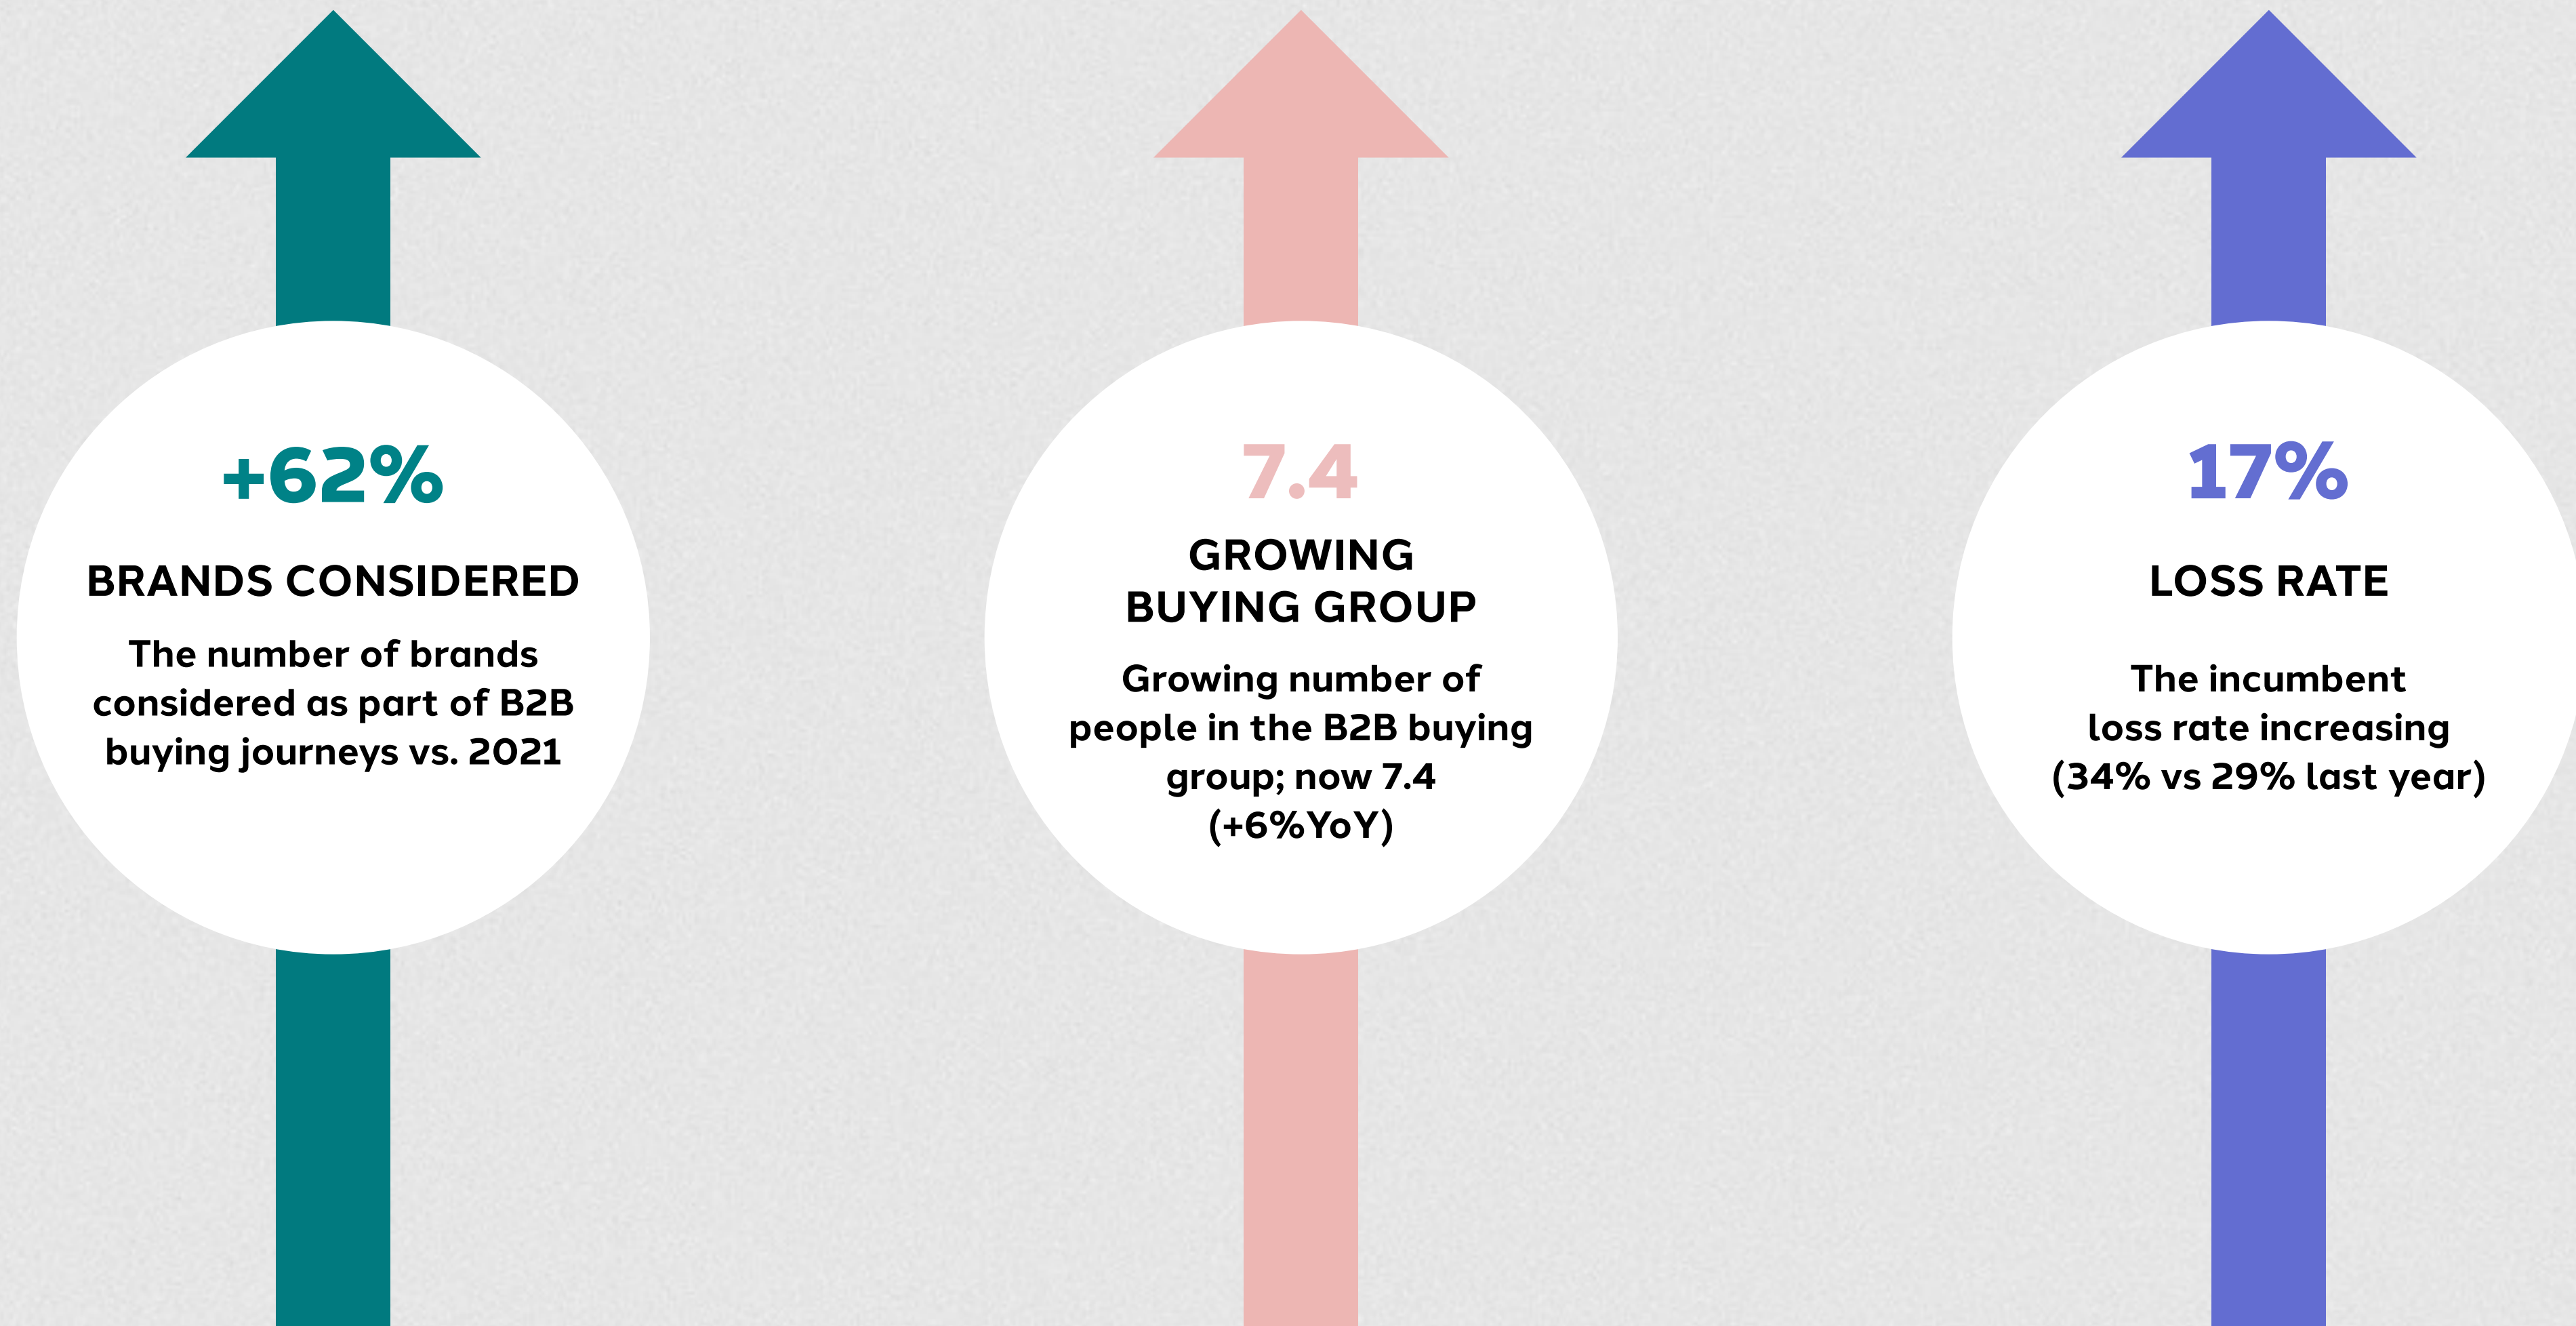 +62%
BRANDS CONSIDERED
The number of brands
considered as part of B2B
buying journeys vs. 2021
7.4
GROWING
BUYING GROUP
Growing number of
people in the B2B buying
group; now 7.4
(+6%YoY)
17%
LOSS RATE
The incumbent
loss rate increasing
(34% vs 29% last year)